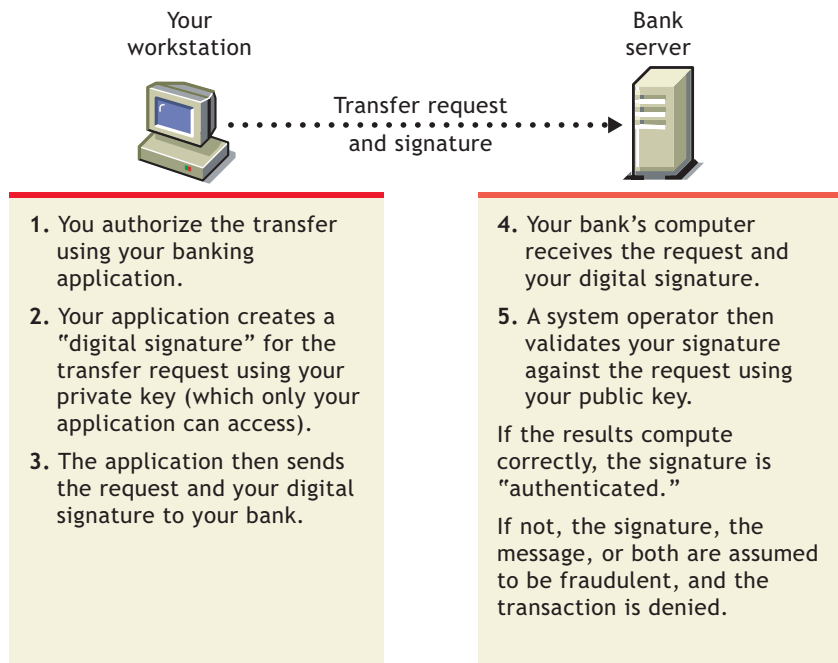 Your
workstation
Bank
server
Transfer request
and signature
1. You authorize the transfer
using your banking
application.
2. Your application creates a
“digital signature” for the
transfer request using your
private key (which only your
application can access).
3. The application then sends
the request and your digital
signature to your bank.
4. Your bank’s computer
receives the request and
your digital signature.
5. A system operator then
validates your signature
against the request using
your public key.
If the results compute
correctly, the signature is
“authenticated.”
If not, the signature, the
message, or both are assumed
to be fraudulent, and the
transaction is denied.